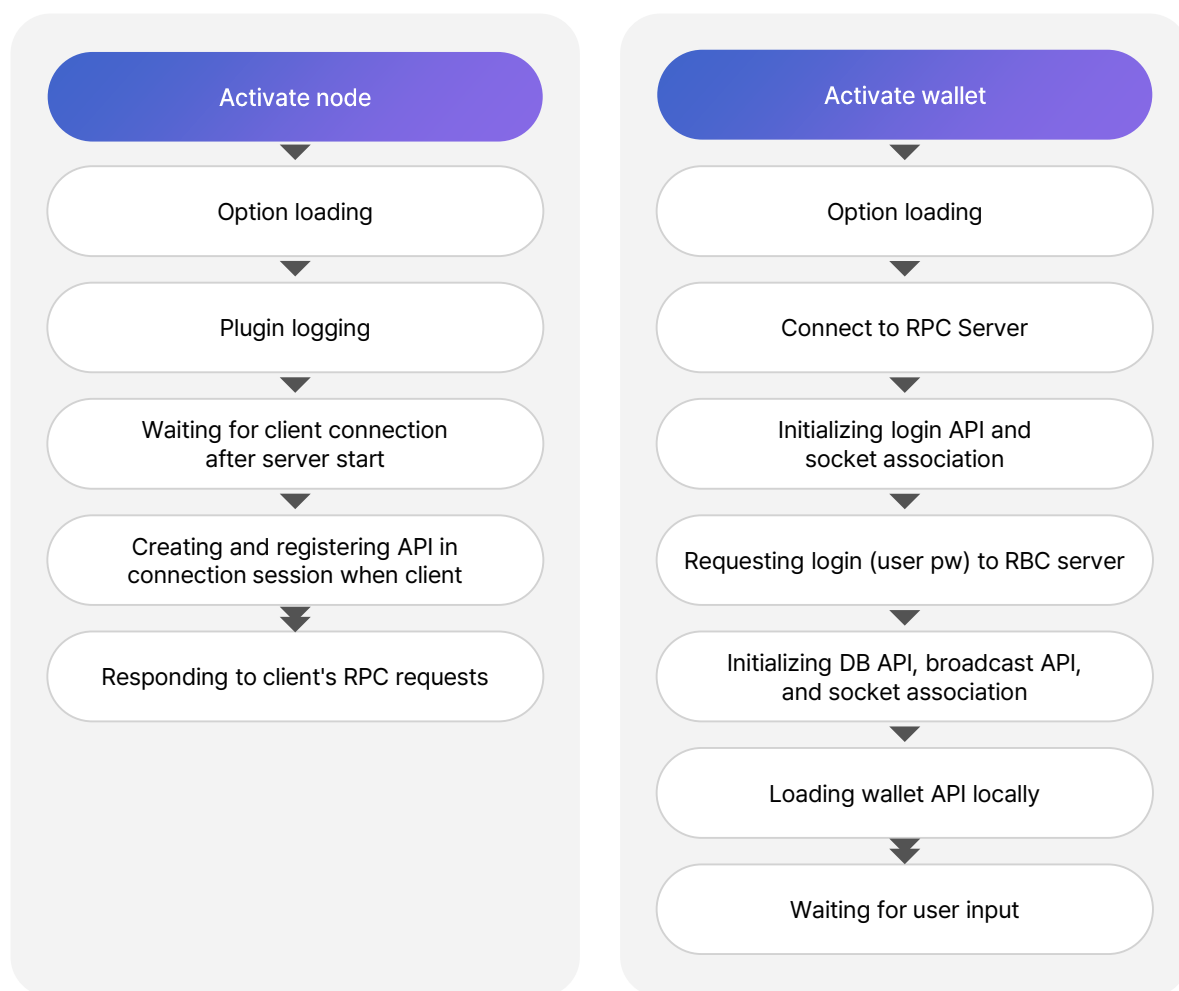 Activate node
Option loading
Plugin logging
Waiting for client connection
after server start
Creating and registering API in
connection session when client
Responding to client's RPC requests
Activate wallet
Option loading
Connect to RPC Server
Initializing login API and
socket association
Requesting login (user pw) to RBC server
Initializing DB API, broadcast API,
and socket association
Loading wallet API locally
Waiting for user input